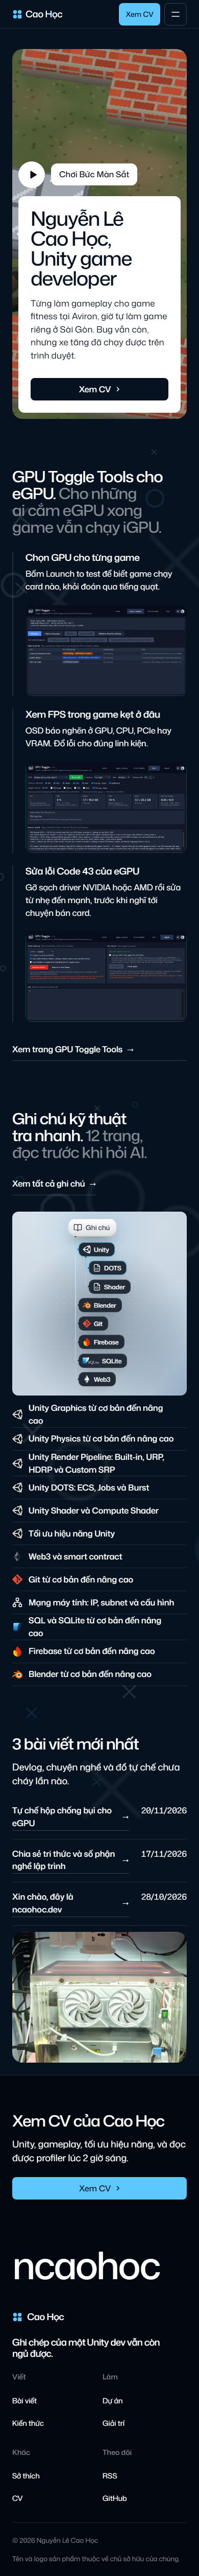 Cao Học
Xem CV
Chơi Bức Màn Sắt
Nguyễn Lê
Cao Học,
Unity game
developer
Từng làm gameplay cho game
fitness tại Aviron, giờ tự làm game
riêng ở Sài Gòn. Bug vẫn còn,
nhưng xe tăng đã chạy được trên
trình duyệt.
Xem CV
GPU Toggle Tools cho
eGPU. Cho những
ai cắm eGPU xong
game vẫn chạy iGPU.
Chọn GPU cho từng game
Bấm Launch to test để biết game chạy
card nào, khỏi đoán qua tiếng quạt.
Xem FPS trong game kẹt ở đâu
OSD báo nghẽn ở GPU, CPU, PCIe hay
VRAM. Đổ lỗi cho đúng linh kiện.
Sửa lỗi Code 43 của eGPU
Gỡ sạch driver NVIDIA hoặc AMD rồi sửa
từ nhẹ đến mạnh, trước khi nghĩ tới
chuyện bán card.
Xem trang GPU Toggle Tools →
Ghi chú kỹ thuật
tra nhanh. 12 trang,
đọc trước khi hỏi AI.
Xem tất cả ghi chú →
Ghi chú
Unity
DOTS
Shader
Blender
Git
Firebase
SQLite
Web3
Unity Graphics từ cơ bản đến nâng
cao
Unity Physics từ cơ bản đến nâng cao
Unity Render Pipeline: Built-in, URP,
HDRP và Custom SRP
Unity DOTS: ECS, Jobs và Burst
Unity Shader và Compute Shader
Tối ưu hiệu năng Unity
Web3 và smart contract
Git từ cơ bản đến nâng cao
Mạng máy tính: IP, subnet và cấu hình
SQL và SQLite từ cơ bản đến nâng
cao
Firebase từ cơ bản đến nâng cao
Blender từ cơ bản đến nâng cao
3 bài viết mới nhất
Devlog, chuyện nghề và đồ tự chế chưa
cháy lần nào.
Tự chế hộp chống bụi cho
eGPU → 20/11/2026
Chia sẻ tri thức và số phận
nghề lập trình → 17/11/2026
Xin chào, đây là
ncaohoc.dev → 28/10/2026
Xem CV của Cao Học
Unity, gameplay, tối ưu hiệu năng, và đọc
được profiler lúc 2 giờ sáng.
Xem CV
ncaohoc
Cao Học
Ghi chép của một Unity dev vẫn còn
ngủ được.
Viết
Làm
Bài viết
Dự án
Kiến thức
Giải trí
Khác
Theo dõi
Sở thích
RSS
CV
GitHub
© 2026 Nguyễn Lê Cao Học
Tên và logo sản phẩm thuộc về chủ sở hữu của chúng.